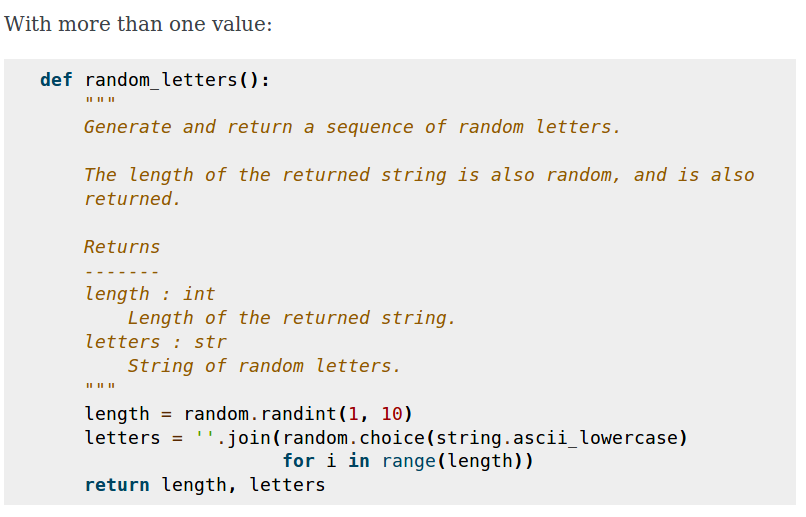 With more than one value:
def random_letters():
    """
    Generate and return a sequence of random letters.

    The length of the returned string is also random, and is also
    returned.

    Returns
    -------
    length : int
        Length of the returned string.
    letters : str
        String of random letters.
    """
    length = random.randint(1, 10)
    letters = ''.join(random.choice(string.ascii_lowercase)
                      for i in range(length))
    return length, letters